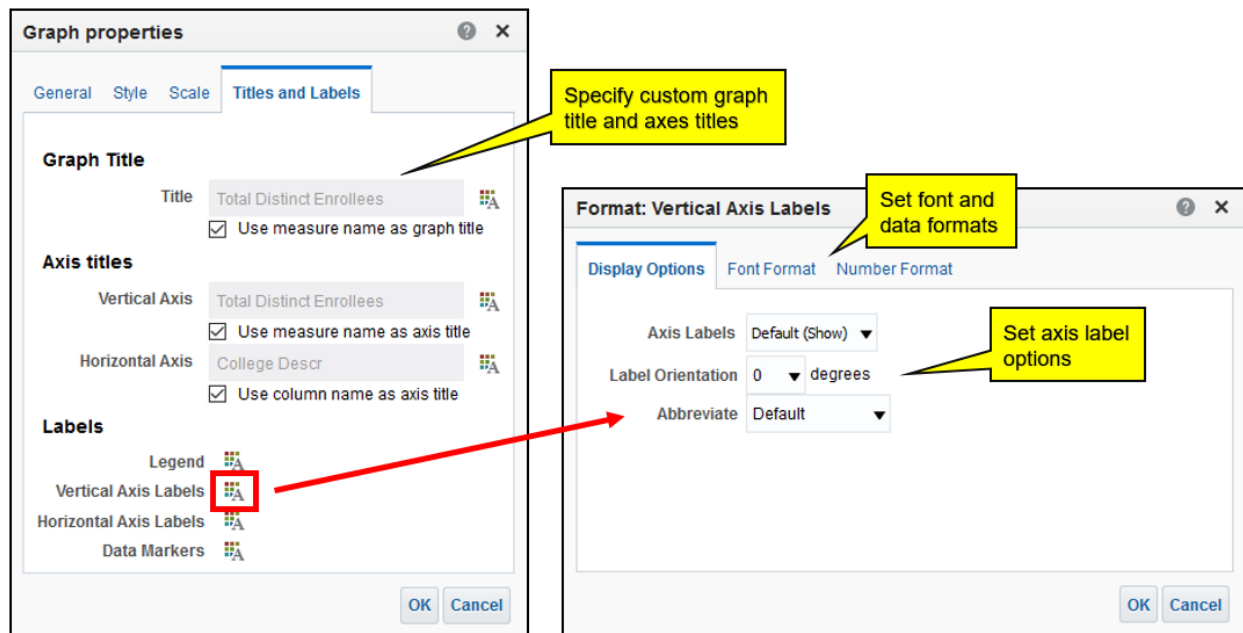 Graph properties
General Style Scale Titles and Labels
Graph Title
Title Total Distinct Enrollees
Use measure name as graph title
Axis titles
Vertical Axis Total Distinct Enrollees
Use measure name as axis title
Horizontal Axis College Descr
Use column name as axis title
Labels
Legend
Vertical Axis Labels
Horizontal Axis Labels
Data Markers
OK Cancel
Specify custom graph
title and axes titles
Format: Vertical Axis Labels
Set font and
data formats
Display Options Font Format Number Format
Axis Labels Default (Show)
Label Orientation 0 degrees
Abbreviate Default
Set axis label
options
OK Cancel